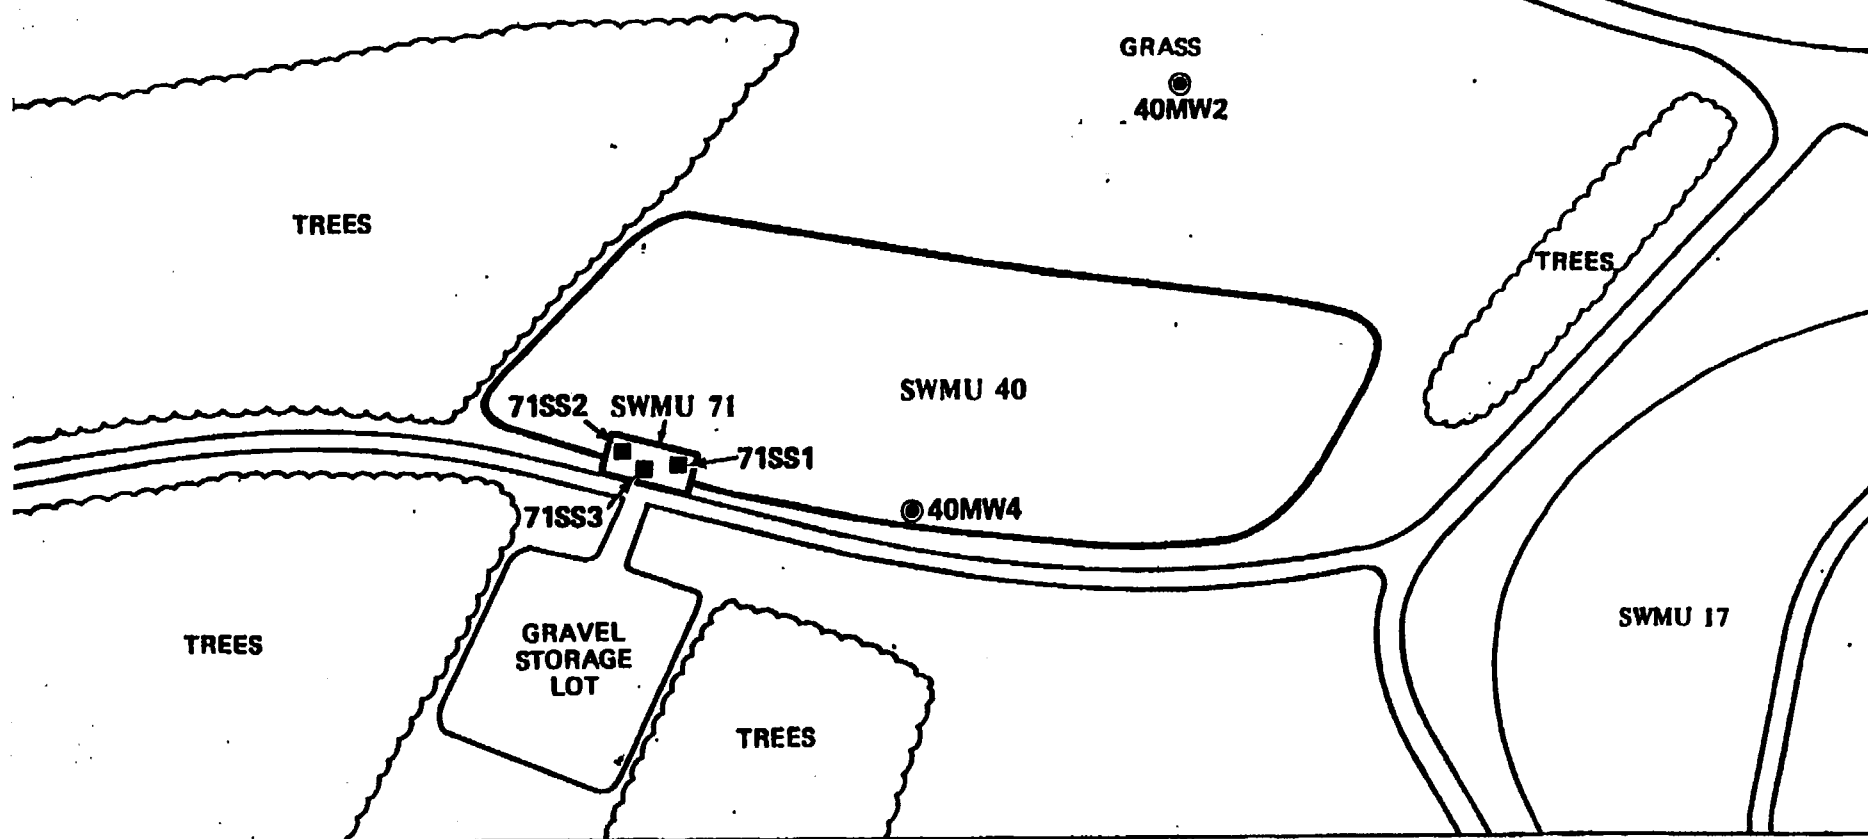 GRASS
40MW2
TREES
TREES
SWMU 40
71SS2
SWMU 71
71SS1
40MW4
71SS3
SWMU 17
GRAVEL
STORAGE
LOT
TREES
TREES